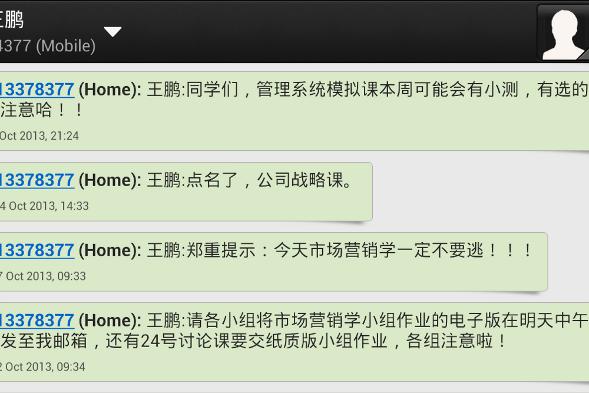 王鹏
4377 (Mobile)
13378377 (Home): 王鹏:同学们，管理系统模拟课本周可能会有小测，有选的
注意哈！！
Oct 2013, 21:24
13378377 (Home): 王鹏:点名了，公司战略课。
4 Oct 2013, 14:33
13378377 (Home): 王鹏:郑重提示：今天市场营销学一定不要逃！！！
7 Oct 2013, 09:33
13378377 (Home): 王鹏:请各小组将市场营销学小组作业的电子版在明天中午
发至我邮箱，还有24号讨论课要交纸质版小组作业，各组注意啦！
2 Oct 2013, 09:34